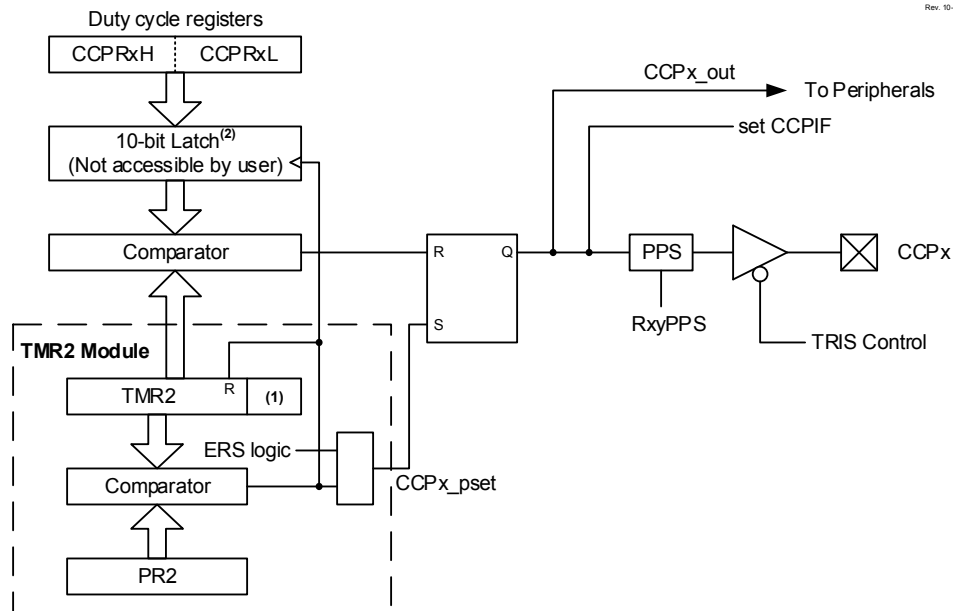 Rev. 10-
Duty cycle registers
CCPRxH CCPRxL
CCPx_out
To Peripherals
set CCPIF
10-bit Latch(2)
(Not accessible by user)
Comparator
R Q
PPS
CCPx
RxyPPS
S
TRIS Control
TMR2 Module
TMR2 R (1)
ERS logic
Comparator
CCPx_pset
PR2